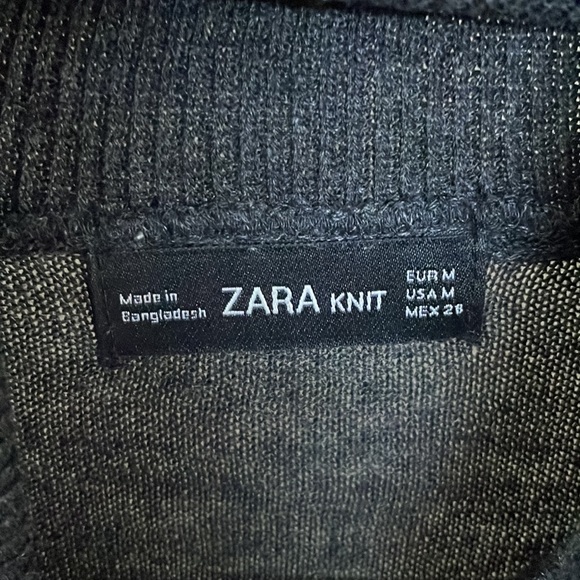 Made in
Bangladesh
ZARA KNIT
EUR M
USA M
MEX 28